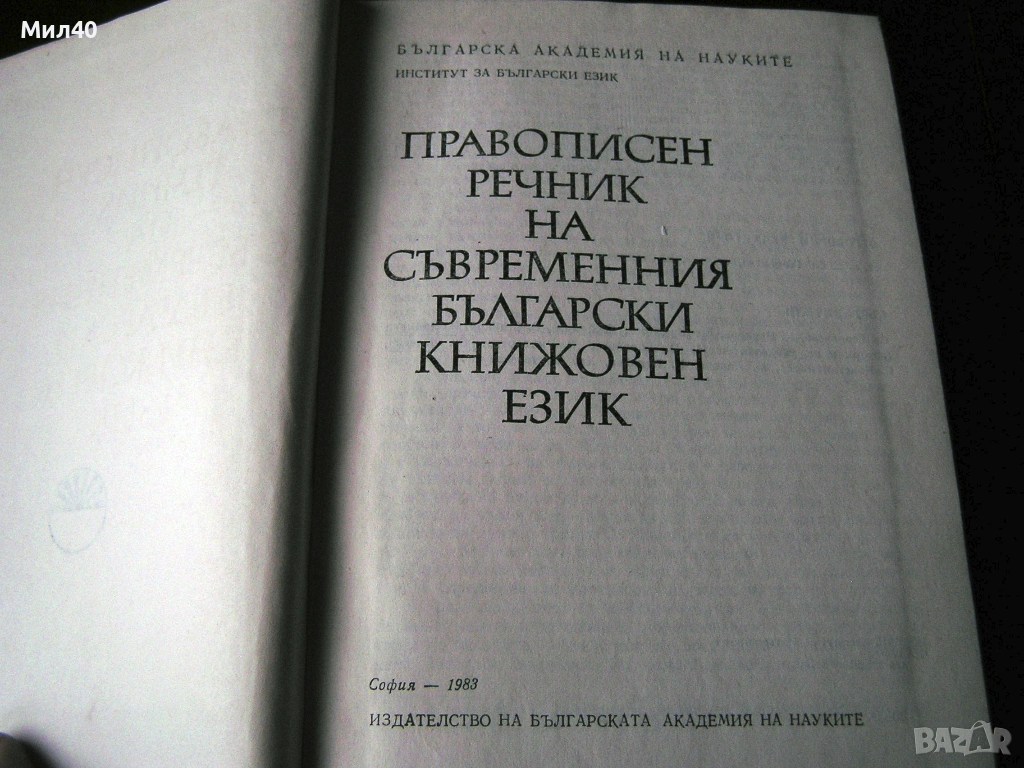 Мил40
БЪЛГАРСКА АКАДЕМИЯ НА НАУКИТЕ
ИНСТИТУТ ЗА БЪЛГАРСКИ ЕЗИК
ПРАВОПИСЕН
РЕЧНИК
НА
СЪВРЕМЕННИЯ
БЪЛГАРСКИ
КНИЖОВЕН
ЕЗИК
София — 1983
ИЗДАТЕЛСТВО НА БЪЛГАРСКАТА АКАДЕМИЯ НА НАУКИТЕ
BAZAR